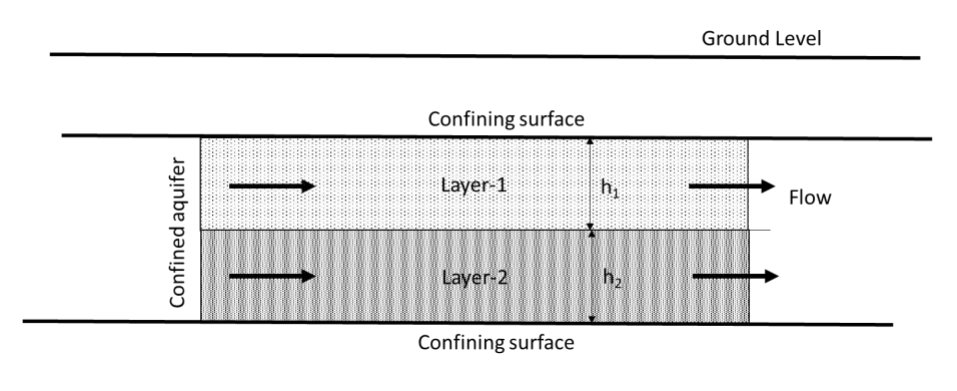 Ground Level
Confining surface
Confined aquifer
Layer-1
h₁
Flow
Layer-2
h₂
Confining surface